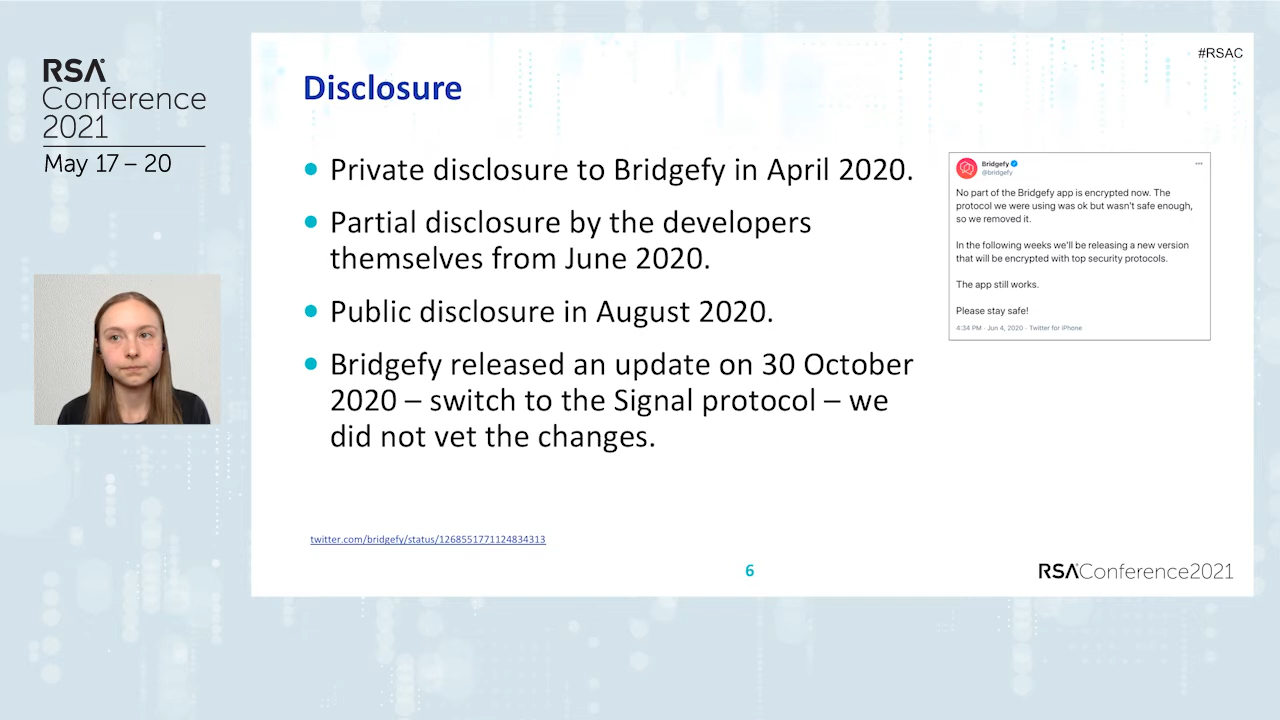 RSA
Conference
2021
May 17 – 20
#RSAC
Disclosure
• Private disclosure to Bridgefy in April 2020.
• Partial disclosure by the developers
themselves from June 2020.
• Public disclosure in August 2020.
• Bridgefy released an update on 30 October
2020 – switch to the Signal protocol – we
did not vet the changes.
Bridgefy
@bridgefy
No part of the Bridgefy app is encrypted now. The
protocol we were using was ok but wasn't safe enough,
so we removed it.
In the following weeks we'll be releasing a new version
that will be encrypted with top security protocols.
The app still works.
Please stay safe!
4:34 PM · Jun 4, 2020 · Twitter for iPhone
twitter.com/bridgefy/status/1268551771124834313
6
RSAConference2021